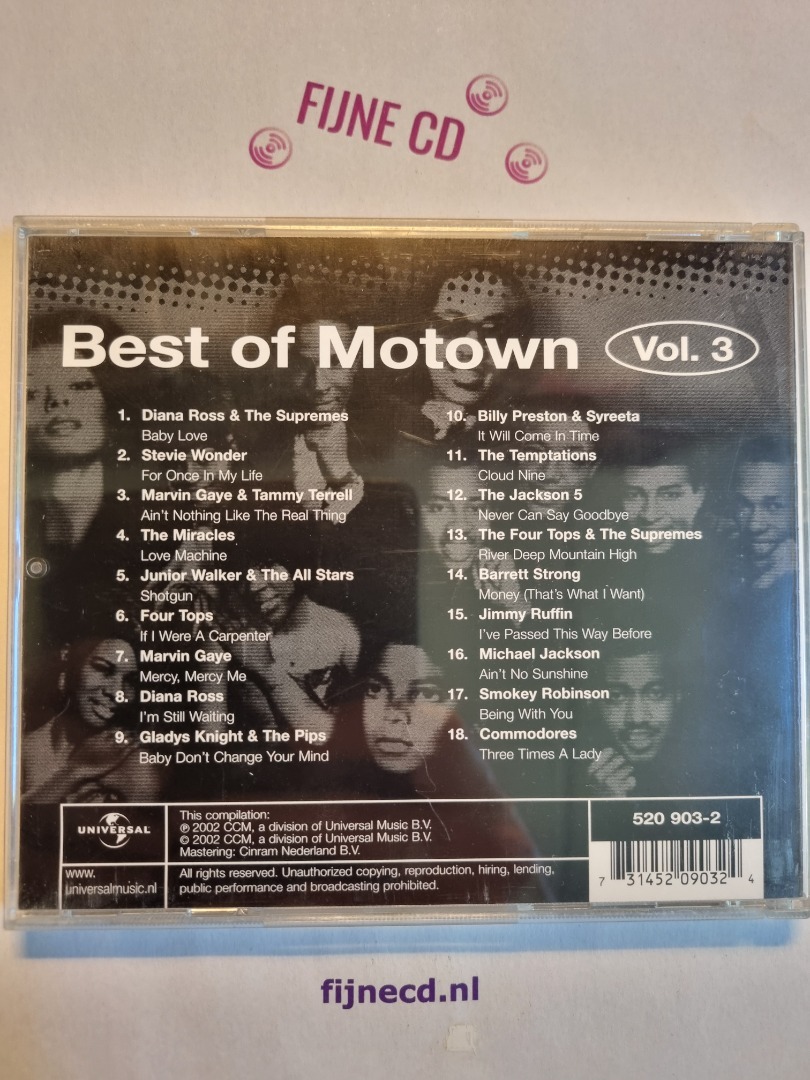 FIJNE CD
Best of Motown Vol. 3
1. Diana Ross & The Supremes
Baby Love
2. Stevie Wonder
For Once In My Life
3. Marvin Gaye & Tammy Terrell
Ain't Nothing Like The Real Thing
4. The Miracles
Love Machine
5. Junior Walker & The All Stars
Shotgun
6. Four Tops
If I Were A Carpenter
7. Marvin Gaye
Mercy, Mercy Me
8. Diana Ross
I'm Still Waiting
9. Gladys Knight & The Pips
Baby Don't Change Your Mind
10. Billy Preston & Syreeta
It Will Come In Time
11. The Temptations
Cloud Nine
12. The Jackson 5
Never Can Say Goodbye
13. The Four Tops & The Supremes
River Deep Mountain High
14. Barrett Strong
Money (That's What I Want)
15. Jimmy Ruffin
I've Passed This Way Before
16. Michael Jackson
Ain't No Sunshine
17. Smokey Robinson
Being With You
18. Commodores
Three Times A Lady
UNIVERSAL
This compilation:
℗ 2002 CCM, a division of Universal Music B.V.
© 2002 CCM, a division of Universal Music B.V.
Mastering: Cinram Nederland B.V.
www.
universalmusic.nl
All rights reserved. Unauthorized copying, reproduction, hiring, lending,
public performance and broadcasting prohibited.
520 903-2
7 31452 09032 4
fijnecd.nl